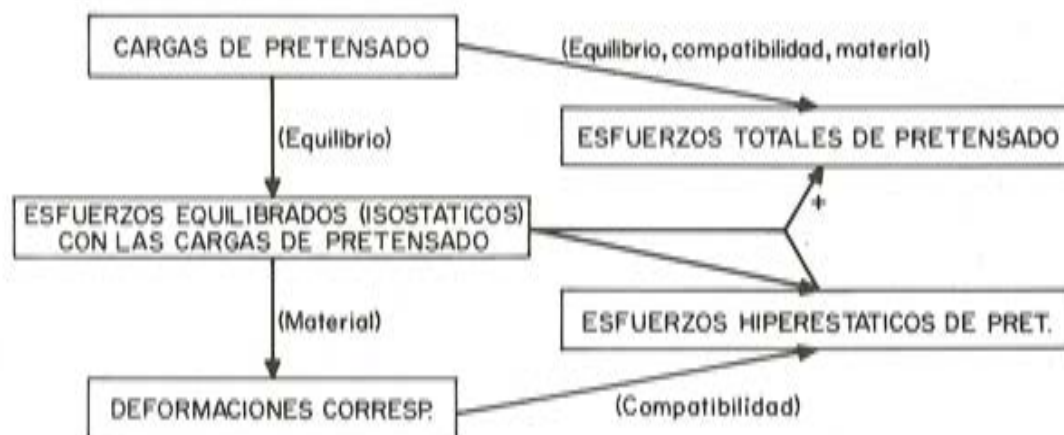 CARGAS DE PRETENSADO
(Equilibrio, compatibilidad, material)
(Equilibrio)
ESFUERZOS TOTALES DE PRETENSADO
+
ESFUERZOS EQUILIBRADOS (ISOSTATICOS)
CON LAS CARGAS DE PRETENSADO
(Material)
ESFUERZOS HIPERESTATICOS DE PRET.
DEFORMACIONES CORRESP.
(Compatibilidad)